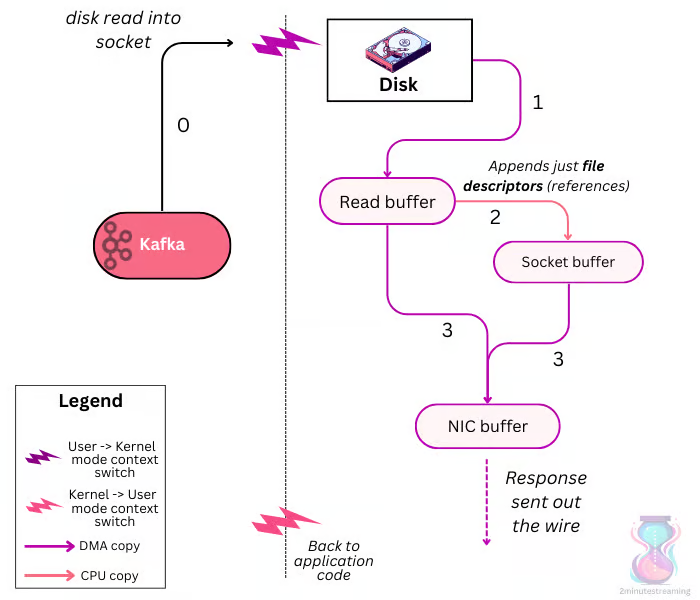 disk read into
socket
0
Disk
1
Appends just file
descriptors (references)
Kafka
Read buffer
2
Socket buffer
3
3
Legend
NIC buffer
User -> Kernel
mode context
switch
Response
sent out
the wire
Kernel -> User
mode context
switch
Back to
application
code
DMA copy
CPU copy
2minutestreaming